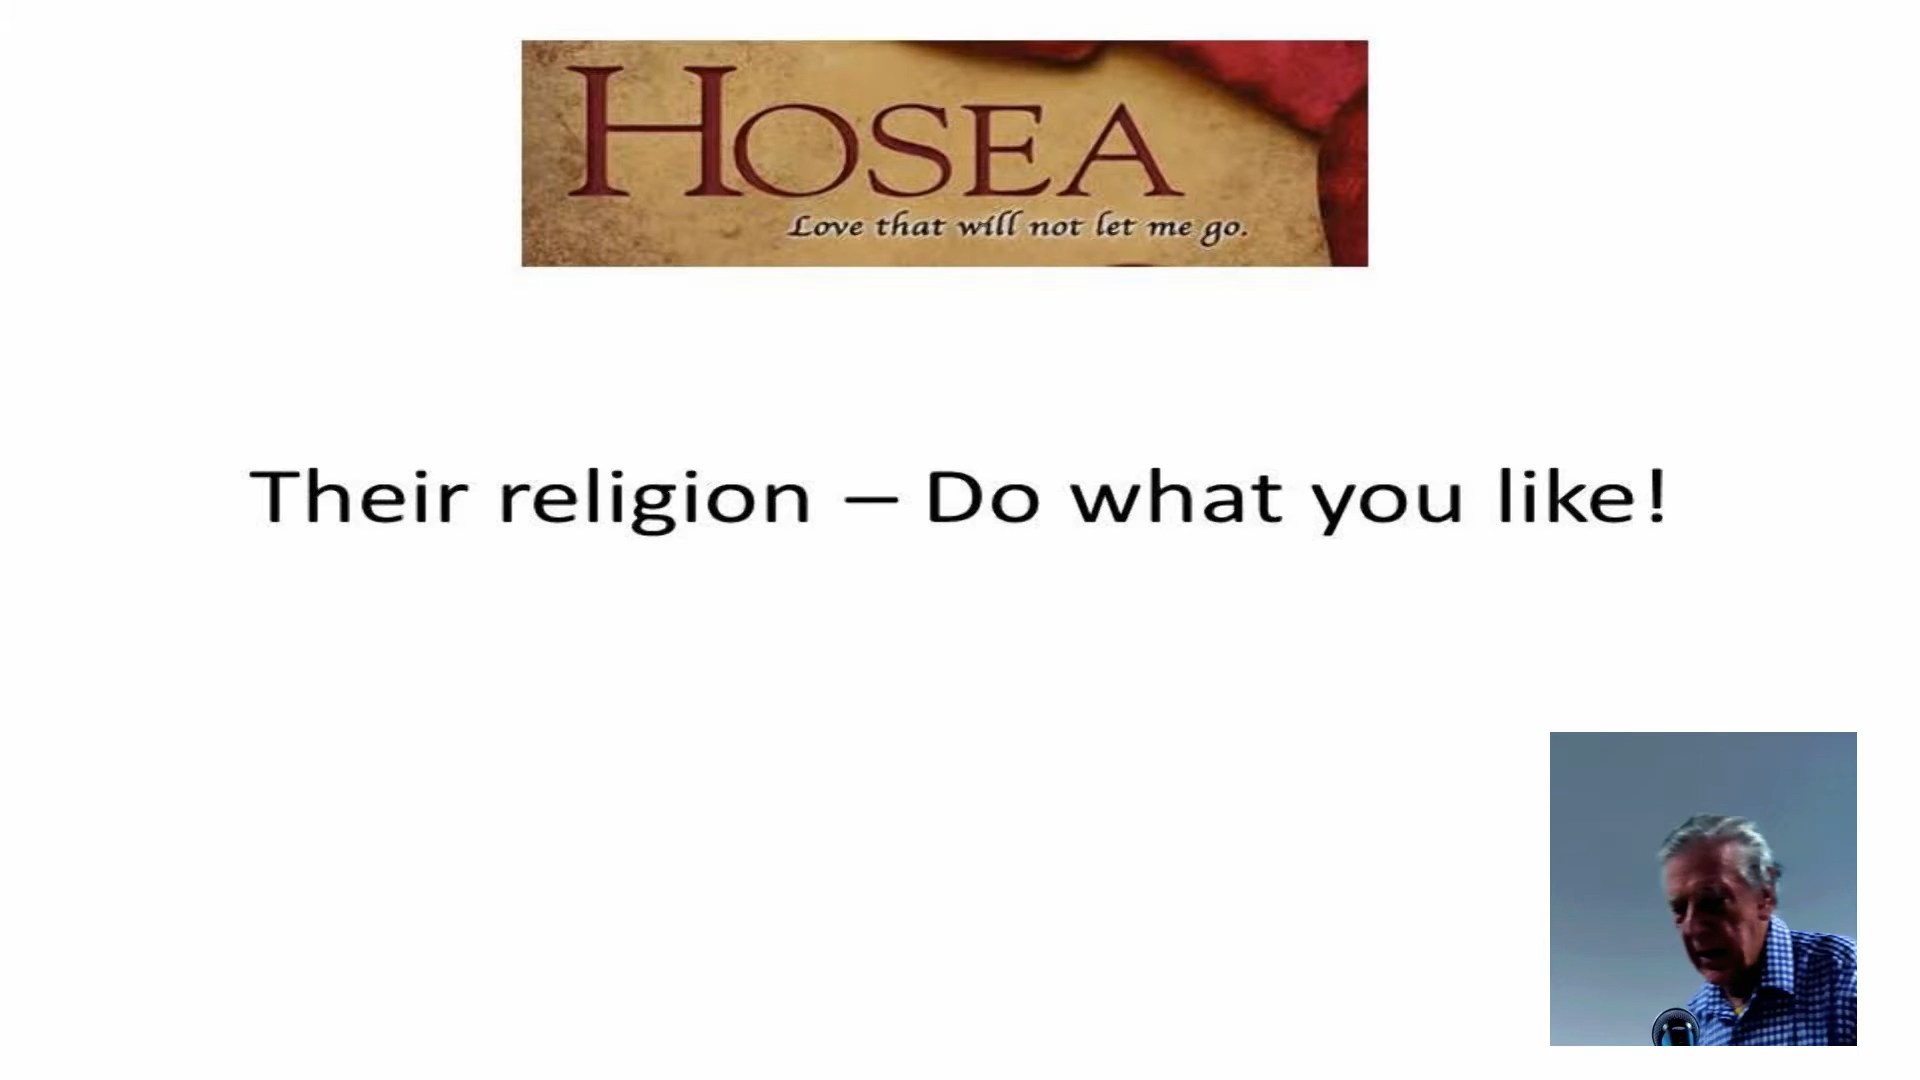 HOSEA
Love that will not let me go.
Their religion – Do what you like!